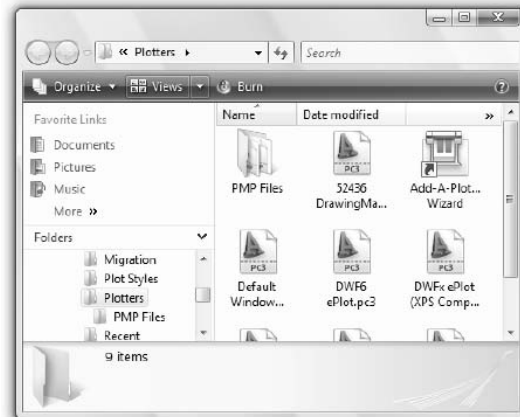 « Plotters
Search
Organize Views Burn
Favorite Links
Documents
Pictures
Music
More »
Folders
Migration
Plot Styles
Plotters
PMP Files
Recent
Name Date modified »
PMP Files
52436
DrawingMa...
Add-A-Plot...
Wizard
PC3
PC3
Default
Window...
DWF6
ePlot.pc3
DWFx ePlot
(XPS Comp...
PC3
PC3
PC3
9 items